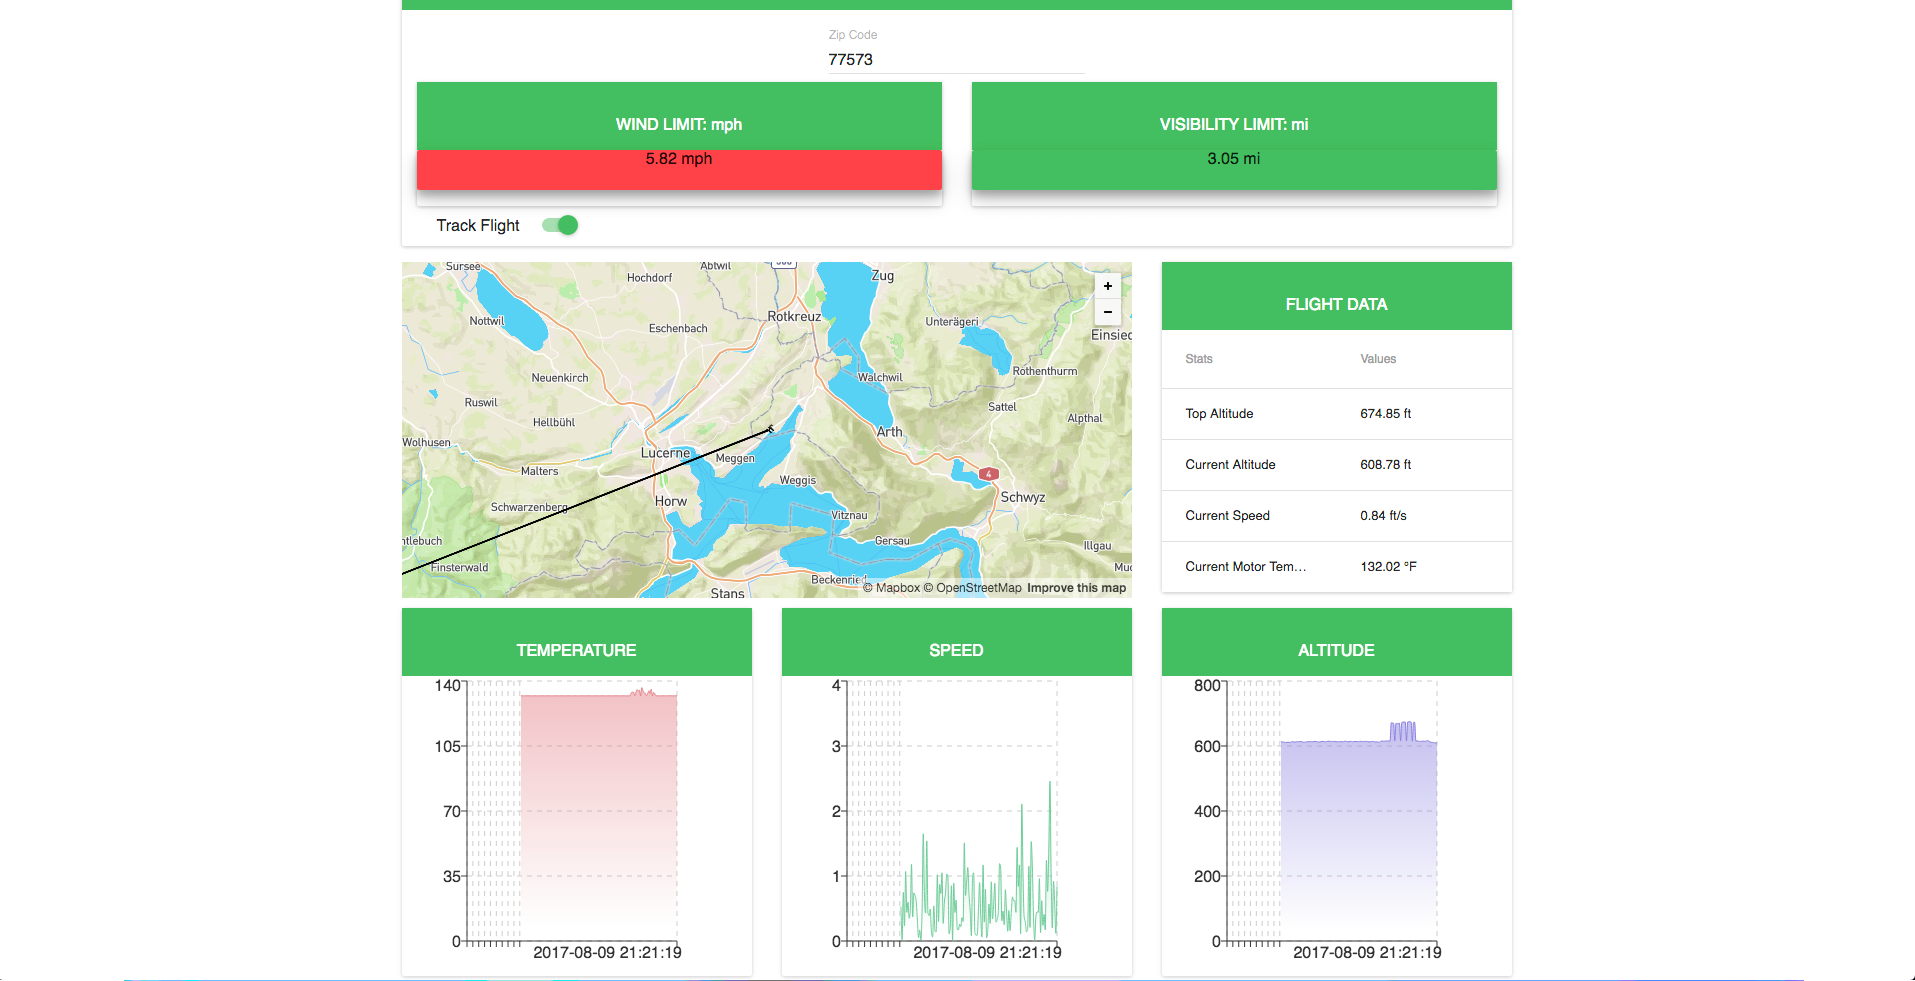 Zip Code
77573
WIND LIMIT: mph
VISIBILITY LIMIT: mi
5.82 mph
3.05 mi
Track Flight
Sursee
Hochdorf
Abtwil
Zug
Nottwil
Eschenbach
Rotkreuz
Unterägeri
Einsied
Neuenkirch
Walchwil
Rothenthurm
Ruswil
Hellbühl
Sattel
Alpthal
Wolhusen
Lucerne
Meggen
Arth
Malters
Weggis
4
Schwyz
Schwarzenberg
Horw
Vitznau
ntlebuch
Gersau
Illgau
Finsterwald
Beckenried
Muo
Stans
+
−
© Mapbox © OpenStreetMap Improve this map
FLIGHT DATA
Stats Values
Top Altitude 674.85 ft
Current Altitude 608.78 ft
Current Speed 0.84 ft/s
Current Motor Tem… 132.02 °F
TEMPERATURE
140
105
70
35
0
2017-08-09 21:21:19
SPEED
4
3
2
1
0
2017-08-09 21:21:19
ALTITUDE
800
600
400
200
0
2017-08-09 21:21:19